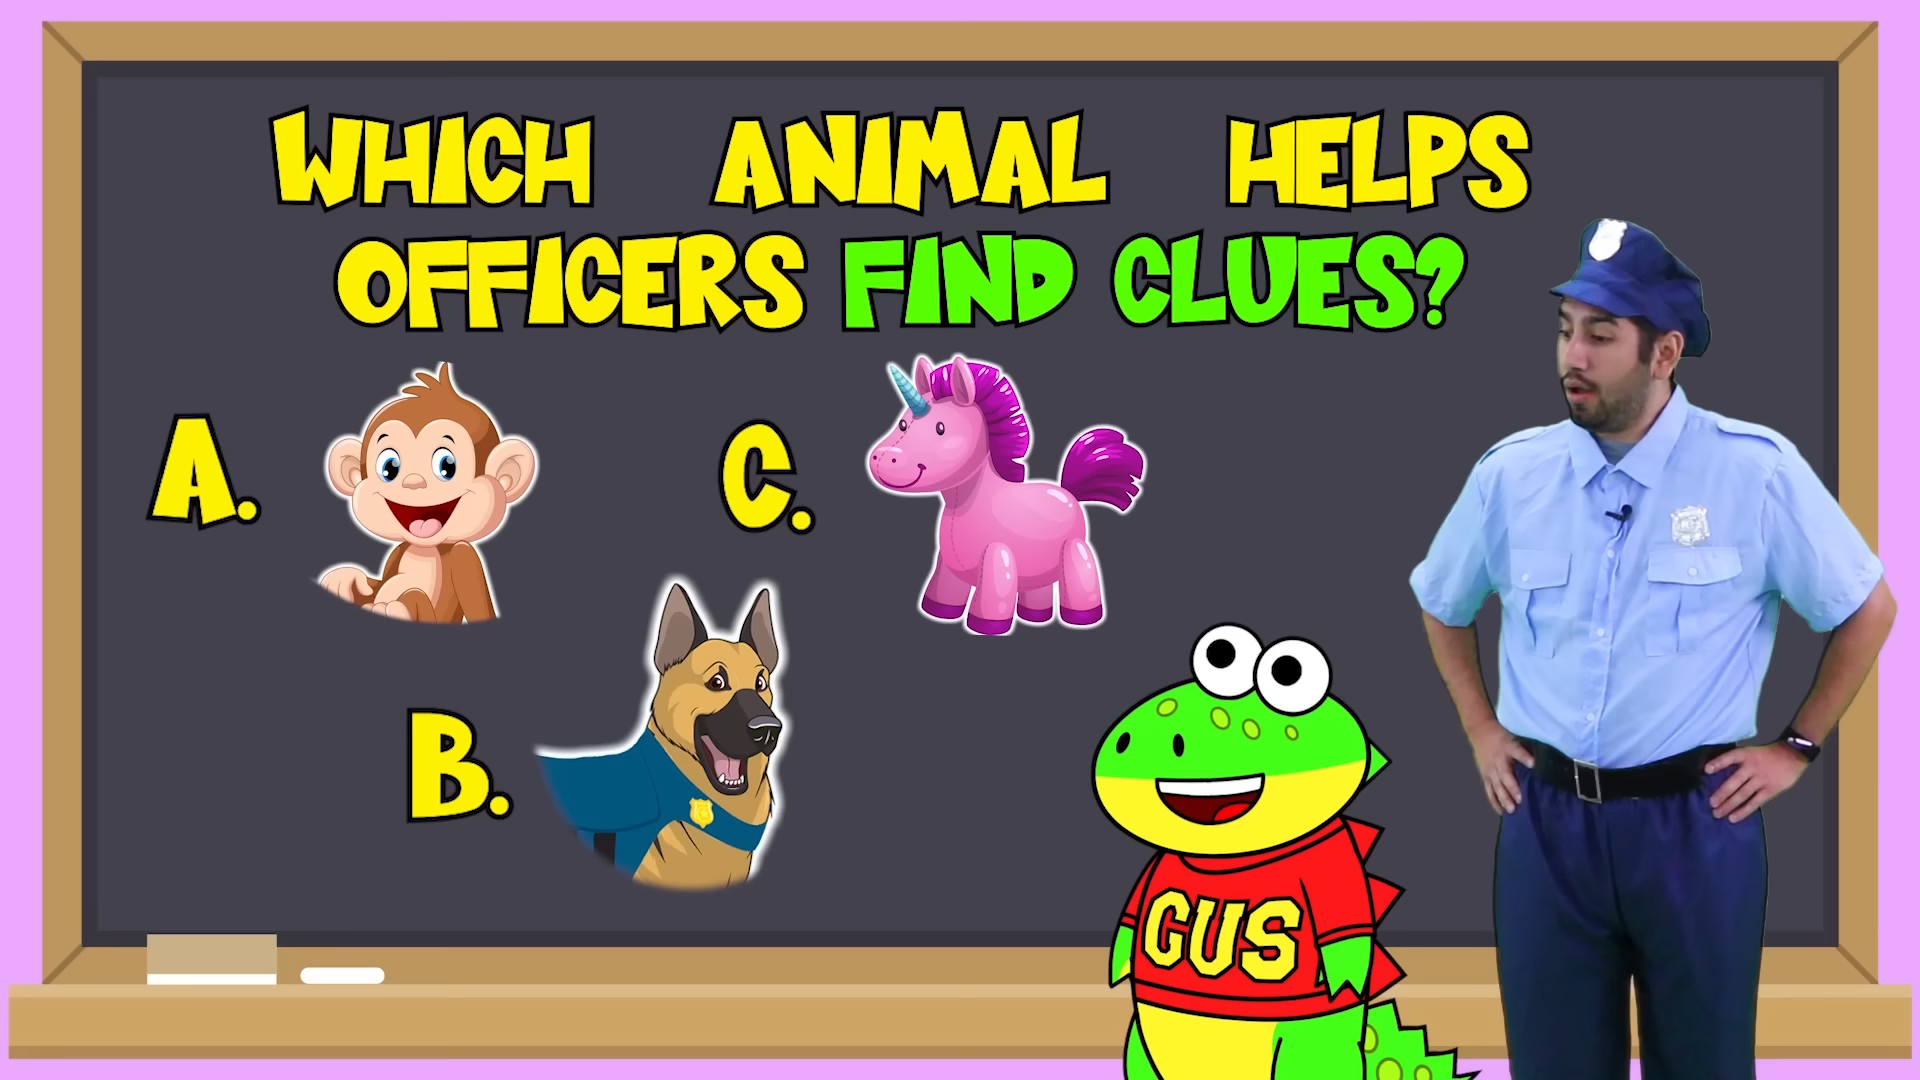 WHICH ANIMAL HELPS
OFFICERS FIND CLUES?
A.
C.
B.
GUS